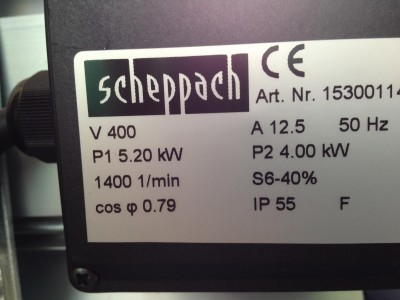 scheppach CE
Art. Nr. 15300114
V 400 A 12.5 50 Hz
P1 5.20 kW P2 4.00 kW
1400 1/min S6-40%
cos φ 0.79 IP 55 F